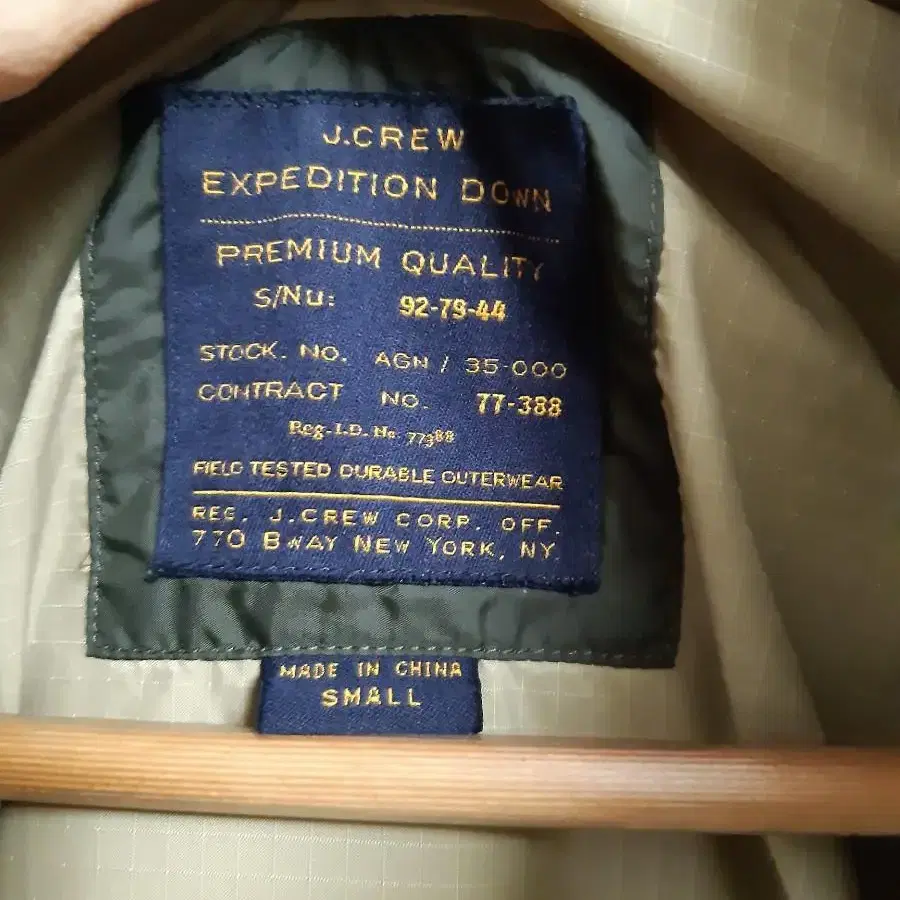 J.CREW
EXPEDITION DOWN
PREMIUM QUALITY
S/NU: 92-79-44
STOCK. NO. AGN / 35-000
CONTRACT NO. 77-388
Reg-I.D. No 77388
FIELD TESTED DURABLE OUTERWEAR
REG. J.CREW CORP. OFF.
770 BWAY NEW YORK, NY.
MADE IN CHINA
SMALL